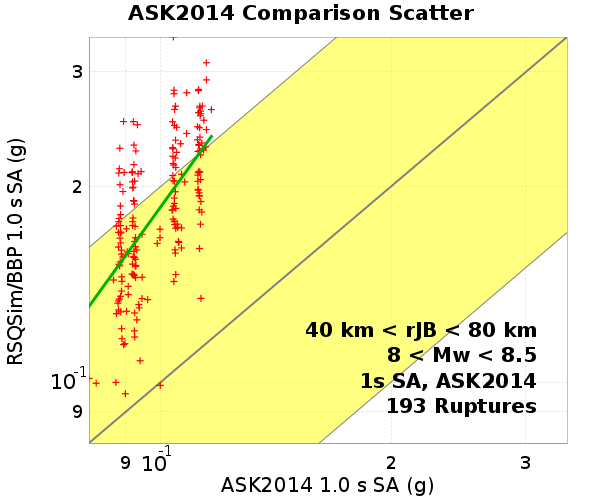 ASK2014 Comparison Scatter
RSQSim/BBP 1.0 s SA (g)
3
2
10-1
9
40 km < rJB < 80 km
8 < Mw < 8.5
1s SA, ASK2014
193 Ruptures
9 10-1 2 3
ASK2014 1.0 s SA (g)